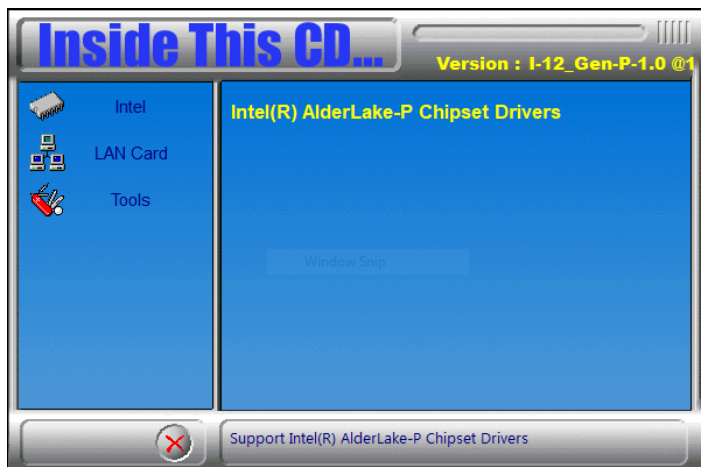 Inside This CD...
Version : I-12_Gen-P-1.0 @1
Intel
LAN Card
Tools
Intel(R) AlderLake-P Chipset Drivers
Window Snip
Support Intel(R) AlderLake-P Chipset Drivers